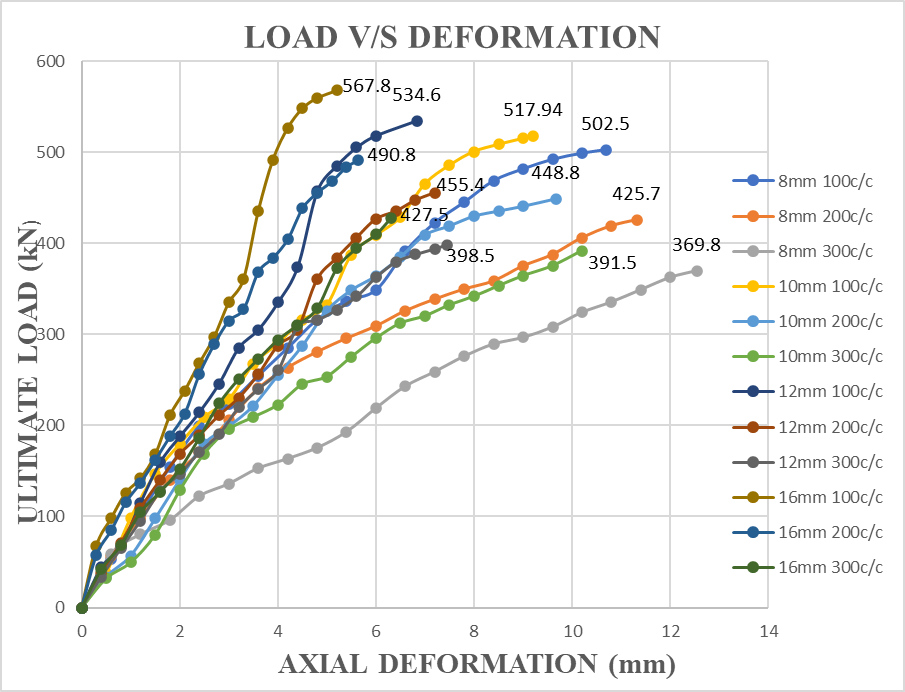 LOAD V/S DEFORMATION
ULTIMATE LOAD (kN)
600
500
400
300
200
100
0
567.8
534.6
517.94
502.5
490.8
448.8
455.4
425.7
427.5
398.5
391.5
369.8
8mm 100c/c
8mm 200c/c
8mm 300c/c
10mm 100c/c
10mm 200c/c
10mm 300c/c
12mm 100c/c
12mm 200c/c
12mm 300c/c
16mm 100c/c
16mm 200c/c
16mm 300c/c
0 2 4 6 8 10 12 14
AXIAL DEFORMATION (mm)